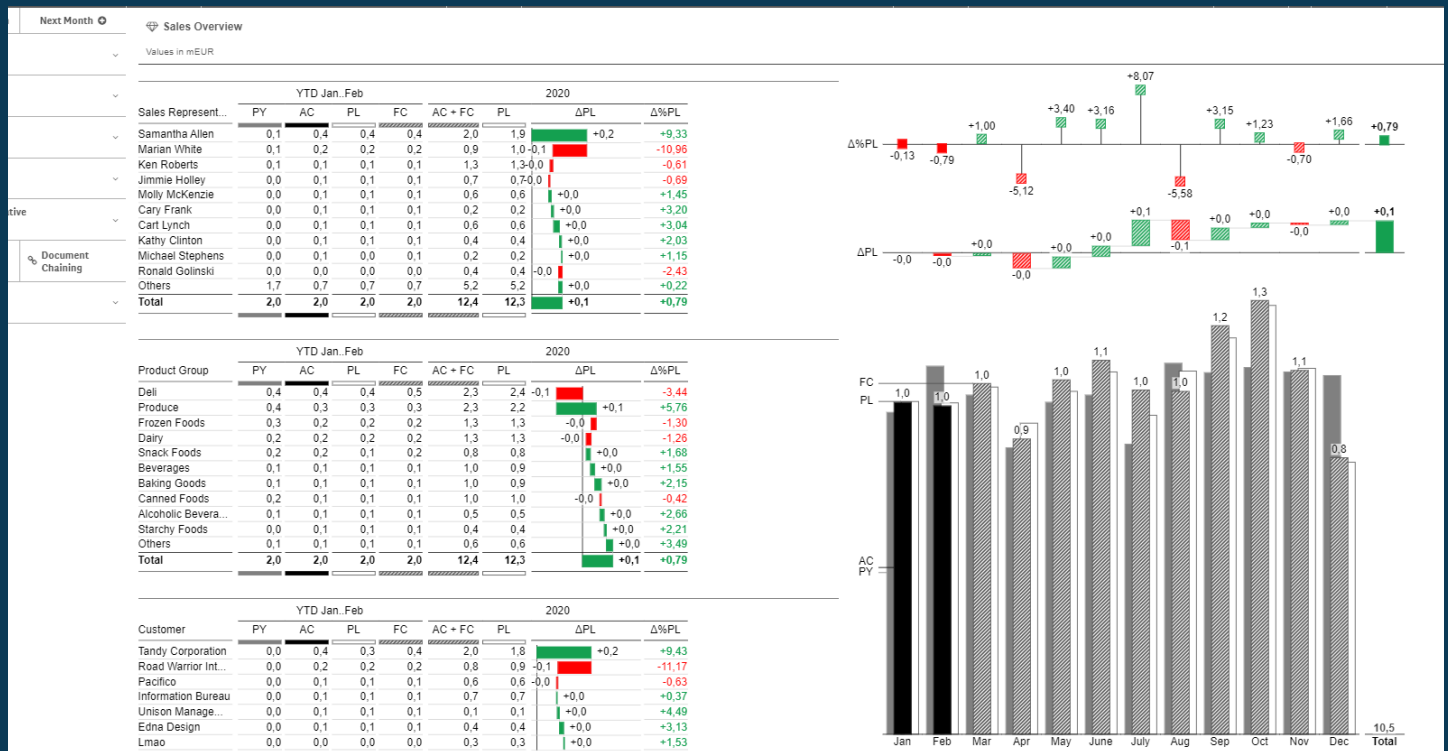 Next Month
Sales Overview
Values in mEUR
Document
Chaining
YTD Jan..Feb 2020
Sales Represent... PY AC PL FC AC + FC PL ΔPL Δ%PL
Samantha Allen 0,1 0,4 0,4 0,4 2,0 1,9 +0,2 +9,33
Marian White 0,1 0,2 0,2 0,2 0,9 1,0 -0,1 -10,96
Ken Roberts 0,1 0,1 0,1 0,1 1,3 1,3 -0,0 -0,61
Jimmie Holley 0,0 0,1 0,1 0,1 0,7 0,7 -0,0 -0,69
Molly McKenzie 0,0 0,1 0,1 0,1 0,6 0,6 +0,0 +1,45
Cary Frank 0,0 0,1 0,1 0,1 0,2 0,2 +0,0 +3,20
Cart Lynch 0,0 0,1 0,1 0,1 0,6 0,6 +0,0 +3,04
Kathy Clinton 0,0 0,1 0,1 0,1 0,4 0,4 +0,0 +2,03
Michael Stephens 0,0 0,1 0,1 0,0 0,2 0,2 +0,0 +1,15
Ronald Golinski 0,0 0,0 0,0 0,0 0,4 0,4 -0,0 -2,43
Others 1,7 0,7 0,7 0,7 5,2 5,2 +0,0 +0,22
Total 2,0 2,0 2,0 2,0 12,4 12,3 +0,1 +0,79
YTD Jan..Feb 2020
Product Group PY AC PL FC AC + FC PL ΔPL Δ%PL
Deli 0,4 0,4 0,4 0,5 2,3 2,4 -0,1 -3,44
Produce 0,4 0,3 0,3 0,3 2,3 2,2 +0,1 +5,76
Frozen Foods 0,3 0,2 0,2 0,2 1,3 1,3 -0,0 -1,30
Dairy 0,2 0,2 0,2 0,2 1,3 1,3 -0,0 -1,26
Snack Foods 0,2 0,2 0,1 0,2 0,8 0,8 +0,0 +1,68
Beverages 0,1 0,1 0,1 0,1 1,0 0,9 +0,0 +1,55
Baking Goods 0,1 0,1 0,1 0,1 1,0 0,9 +0,0 +2,15
Canned Foods 0,2 0,1 0,1 0,1 1,0 1,0 -0,0 -0,42
Alcoholic Bevera... 0,1 0,1 0,1 0,1 0,5 0,5 +0,0 +2,66
Starchy Foods 0,0 0,1 0,1 0,1 0,4 0,4 +0,0 +2,21
Others 0,1 0,1 0,1 0,1 0,6 0,6 +0,0 +3,49
Total 2,0 2,0 2,0 2,0 12,4 12,3 +0,1 +0,79
YTD Jan..Feb 2020
Customer PY AC PL FC AC + FC PL ΔPL Δ%PL
Tandy Corporation 0,0 0,4 0,3 0,4 2,0 1,8 +0,2 +9,43
Road Warrior Int... 0,0 0,2 0,2 0,2 0,8 0,9 -0,1 -11,17
Pacifico 0,0 0,1 0,1 0,1 0,6 0,6 -0,0 -0,63
Information Bureau 0,0 0,1 0,1 0,1 0,7 0,7 +0,0 +0,37
Unison Manage... 0,0 0,1 0,1 0,1 0,1 0,1 +0,0 +4,49
Edna Design 0,0 0,1 0,1 0,1 0,4 0,4 +0,0 +3,13
Lmao 0,0 0,0 0,0 0,0 0,3 0,3 +0,0 +1,53
Δ%PL -0,13 -0,79 +1,00 -5,12 +3,40 +3,16 +8,07 -5,58 +3,15 +1,23 -0,70 +1,66 +0,79
ΔPL -0,0 -0,0 +0,0 -0,0 +0,0 +0,0 +0,1 -0,1 +0,0 +0,0 -0,0 +0,0 +0,1
FC
PL
AC
PY
1,0 1,0 1,0 0,9 1,0 1,1 1,0 1,0 1,2 1,3 1,1 0,8 10,5
Jan Feb Mar Apr May June July Aug Sep Oct Nov Dec Total